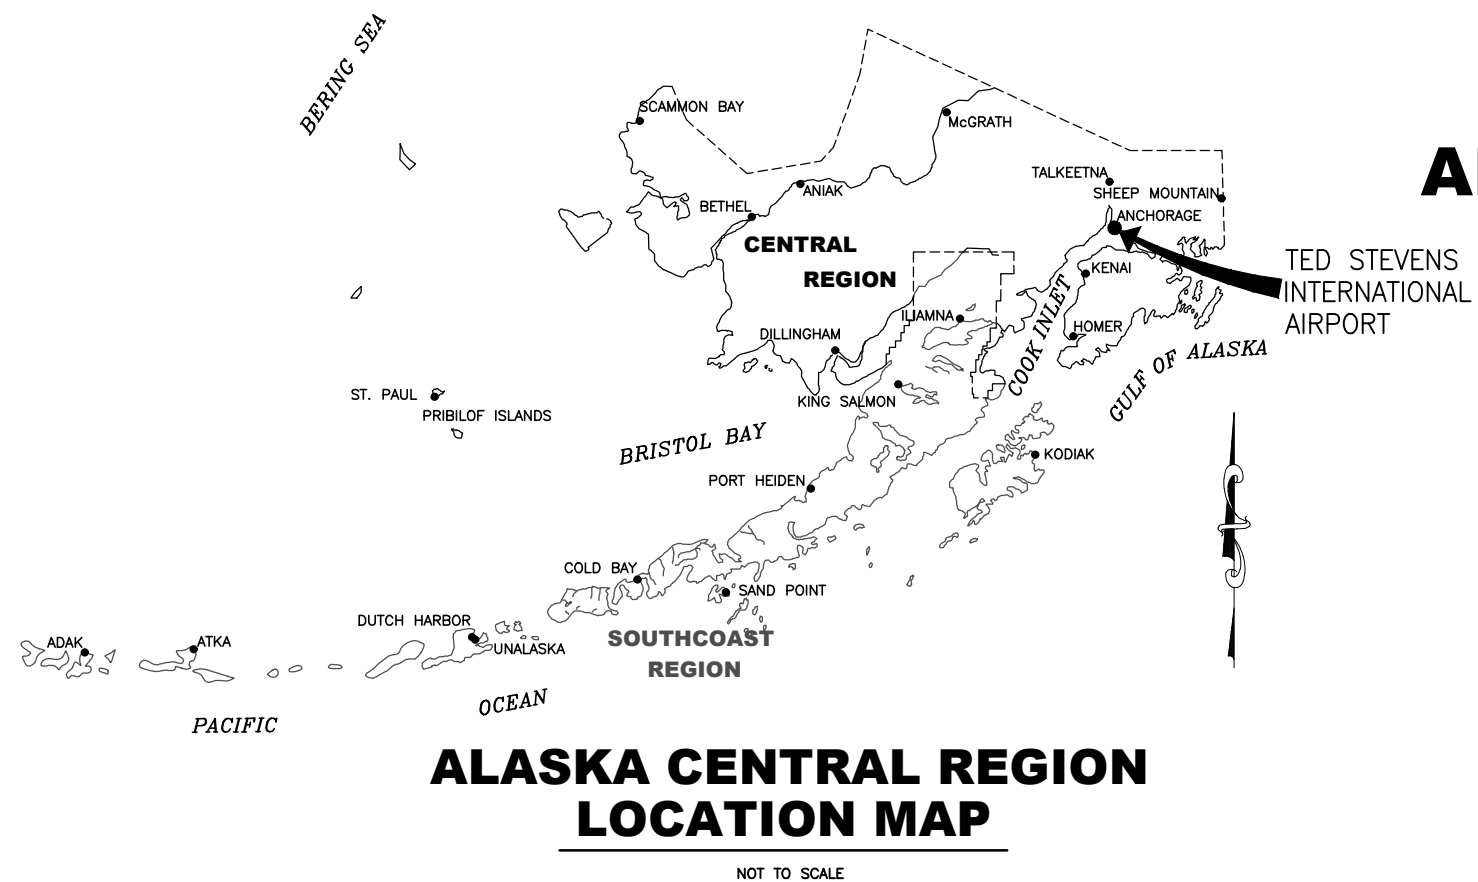 BERING SEA
SCAMMON BAY
McGRATH
TALKEETNA
SHEEP MOUNTAIN
ANIAK
BETHEL
ANCHORAGE
CENTRAL
REGION
TED STEVENS
INTERNATIONAL
AIRPORT
KENAI
ILIAMNA
COOK INLET
HOMER
DILLINGHAM
GULF OF ALASKA
ST. PAUL
PRIBILOF ISLANDS
KING SALMON
BRISTOL BAY
KODIAK
PORT HEIDEN
COLD BAY
SAND POINT
DUTCH HARBOR
UNALASKA
SOUTHCOAST
REGION
ADAK
ATKA
PACIFIC
OCEAN
ALASKA CENTRAL REGION
LOCATION MAP
NOT TO SCALE